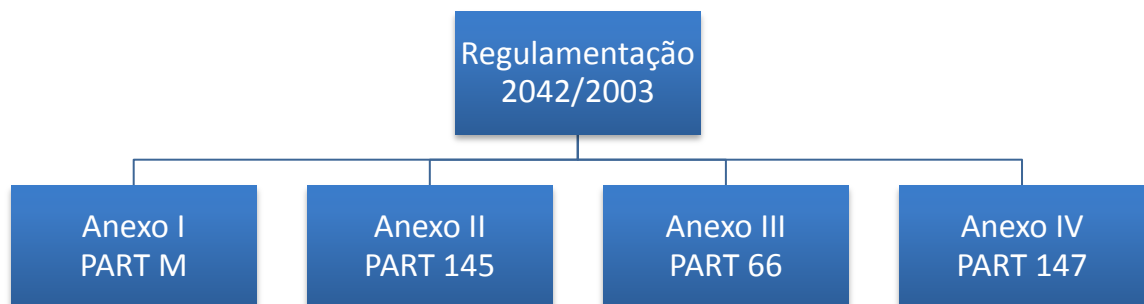 Regulamentação
2042/2003
Anexo I
PART M
Anexo II
PART 145
Anexo III
PART 66
Anexo IV
PART 147